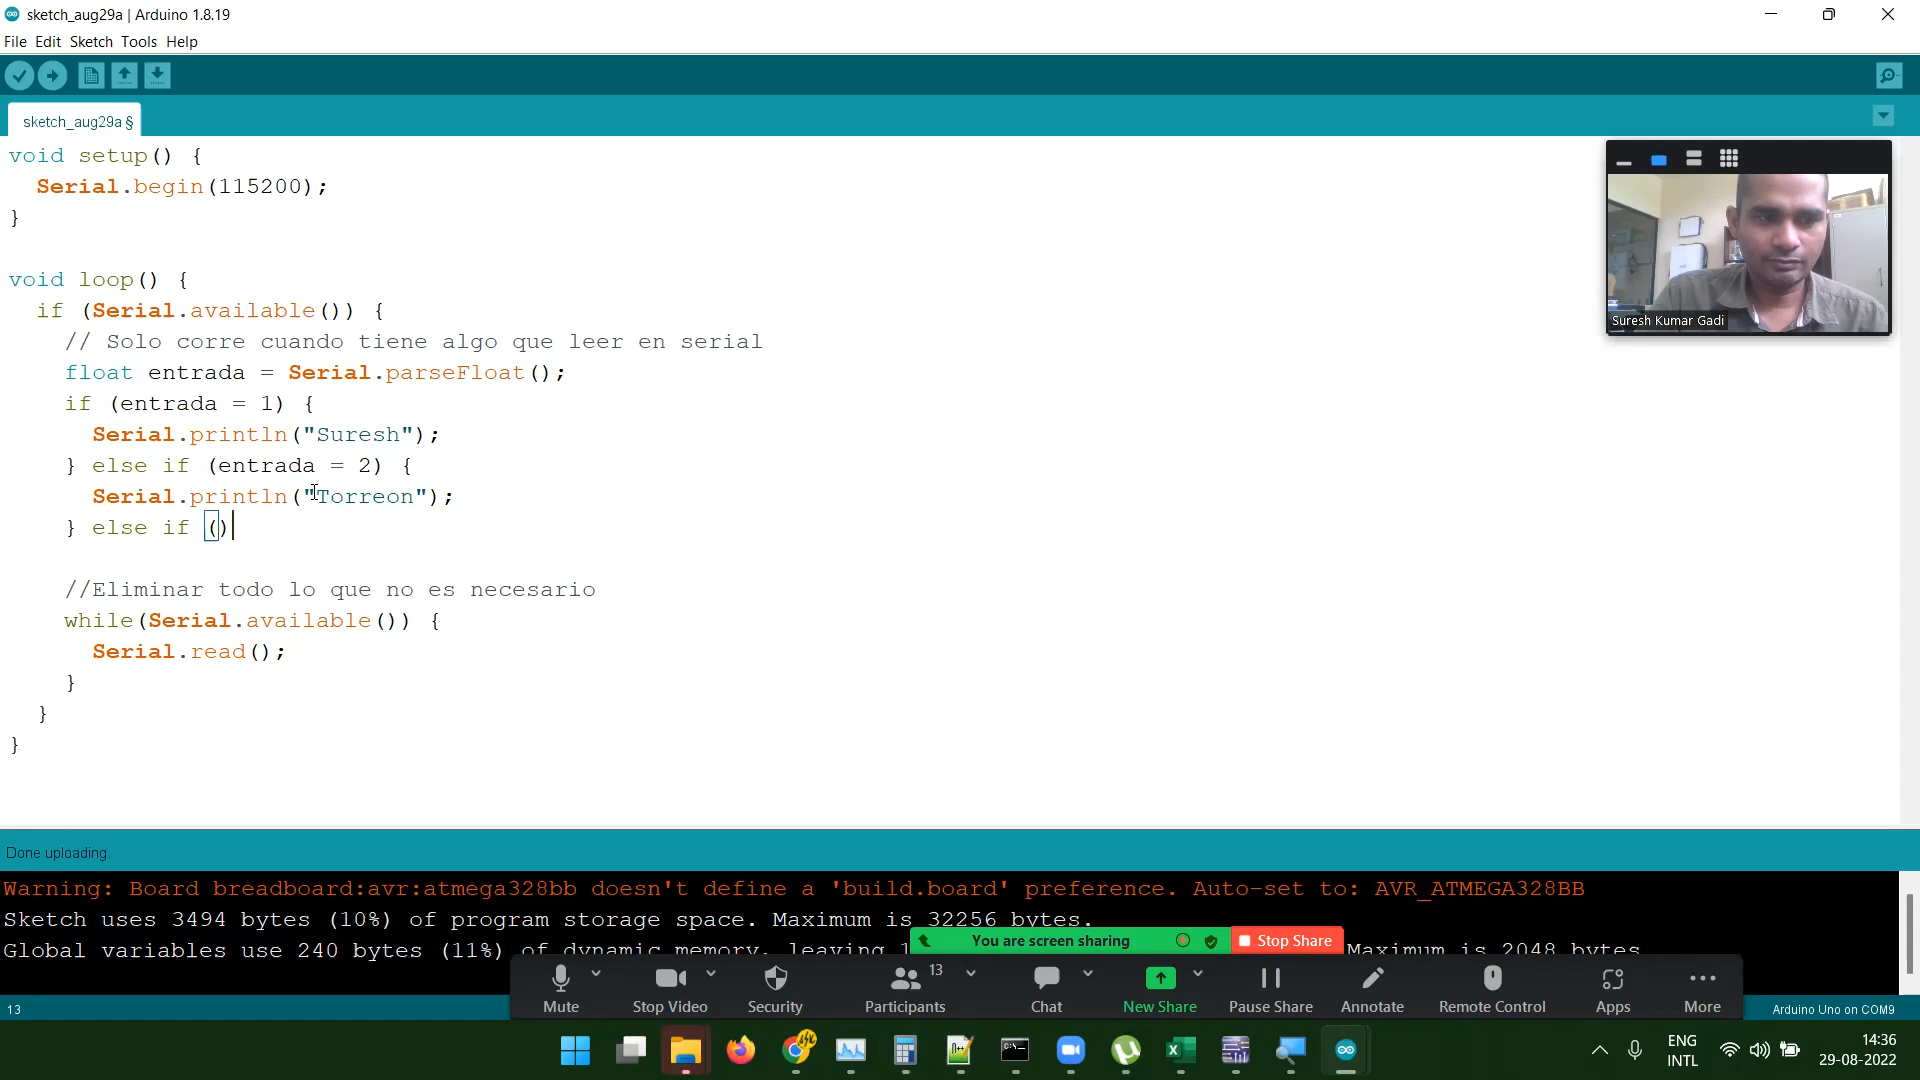 sketch_aug29a | Arduino 1.8.19
File Edit Sketch Tools Help
sketch_aug29a §
void setup() {
  Serial.begin(115200);
}
void loop() {
  if (Serial.available()) {
    // Solo corre cuando tiene algo que leer en serial
    float entrada = Serial.parseFloat();
    if (entrada = 1) {
      Serial.println("Suresh");
    } else if (entrada = 2) {
      Serial.println("Torreon");
    } else if ()
    //Eliminar todo lo que no es necesario
    while(Serial.available()) {
      Serial.read();
    }
  }
}
Suresh Kumar Gadi
Done uploading.
Warning: Board breadboard:avr:atmega328bb doesn't define a 'build.board' preference. Auto-set to: AVR_ATMEGA328BB
Sketch uses 3494 bytes (10%) of program storage space. Maximum is 32256 bytes.
Global variables use 240 bytes (11%) of dynamic memory, leaving 1 Maximum is 2048 bytes
You are screen sharing Stop Share
13
Mute Stop Video Security Participants Chat New Share Pause Share Annotate Remote Control Apps More
13 Arduino Uno on COM9
ENG
INTL
14:36
29-08-2022